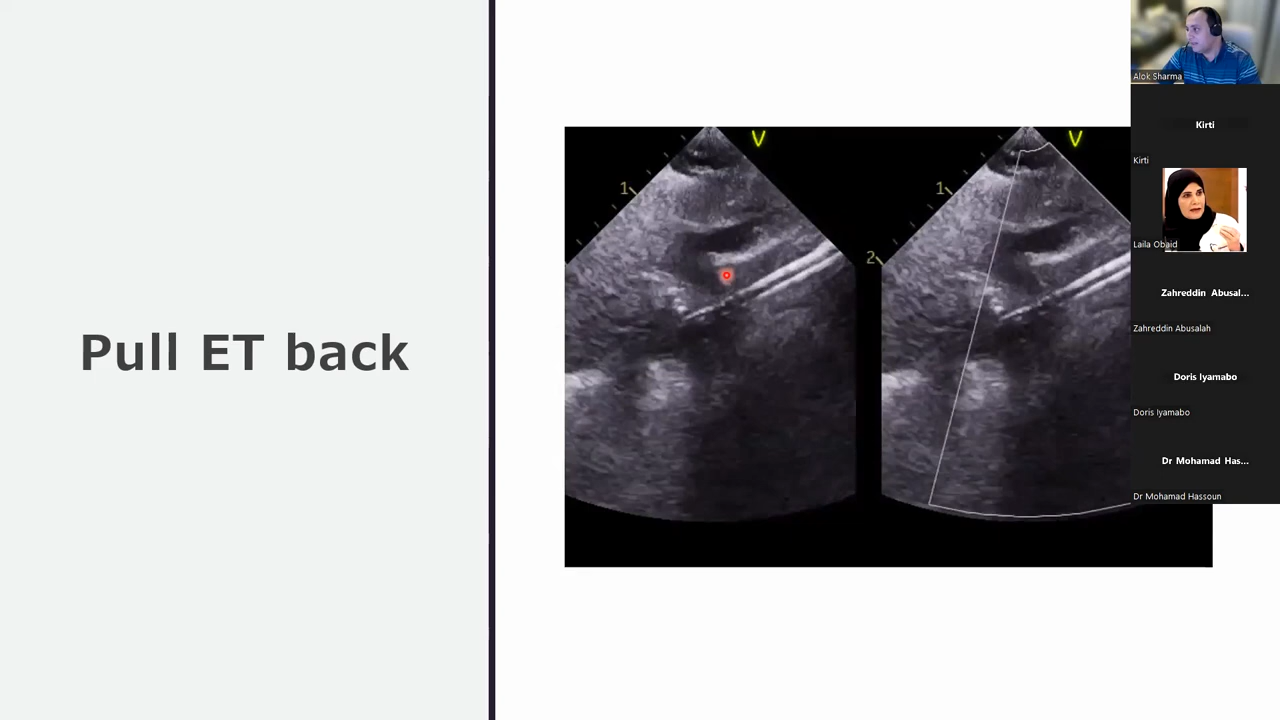 Pull ET back
V
1
V
1
2
Alok Sharma
Kirti
Kirti
Laila Obaid
Zahreddin Abusal...
Zahreddin Abusalah
Doris Iyamabo
Doris Iyamabo
Dr Mohamad Has...
Dr Mohamad Hassoun